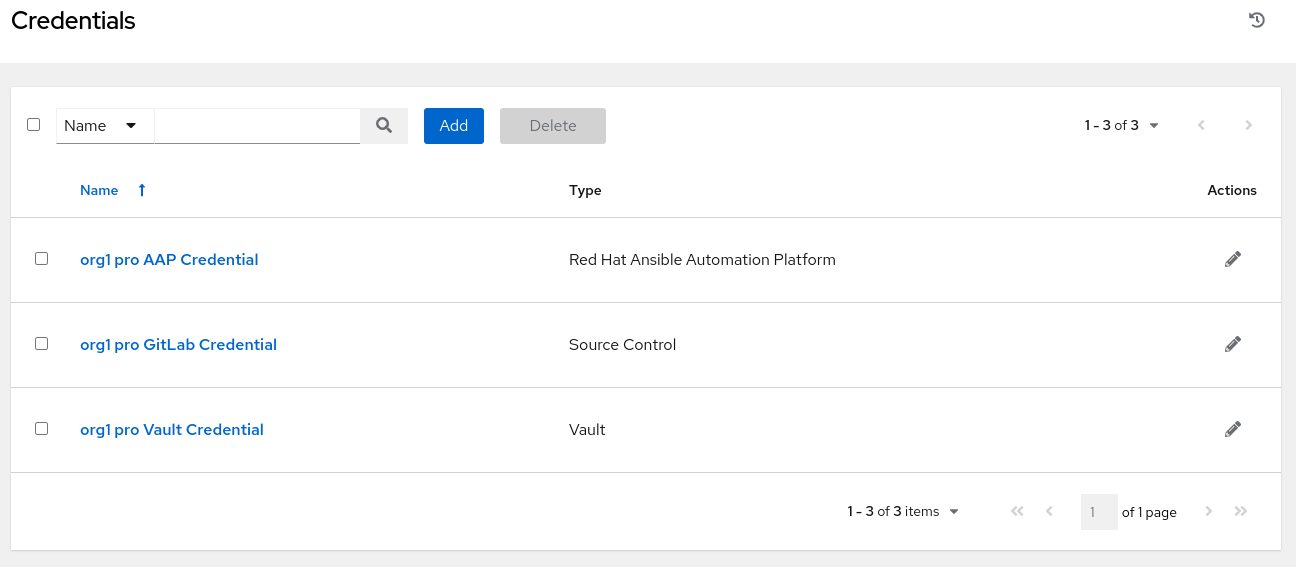 Credentials
Name Add Delete 1 - 3 of 3
Name Type Actions
org1 pro AAP Credential Red Hat Ansible Automation Platform
org1 pro GitLab Credential Source Control
org1 pro Vault Credential Vault
1 - 3 of 3 items 1 of 1 page